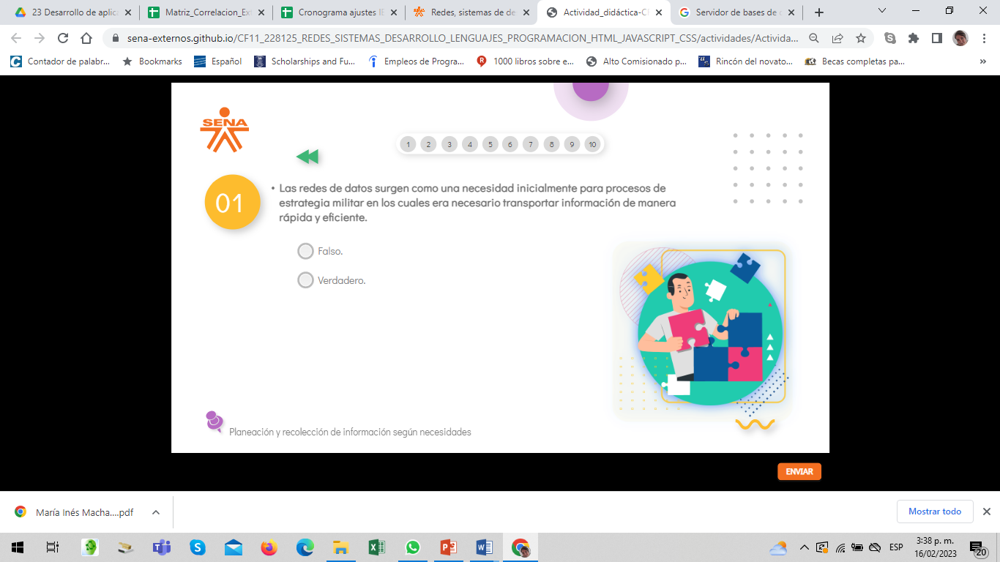 23 Desarrollo de aplica
Matriz_Correlacion_Ext
Cronograma ajustes IE
Redes, sistemas de de
Actividad_didáctica-CF
Servidor de bases de d
sena-externos.github.io/CF11_228125_REDES_SISTEMAS_DESARROLLO_LENGUAJES_PROGRAMACION_HTML_JAVASCRIPT_CSS/actividades/Activida...
Contador de palabr...
Bookmarks
Español
Scholarships and Fu...
Empleos de Progra...
1000 libros sobre e...
Alto Comisionado p...
Rincón del novato...
Becas completas pa...
»
SENA
1 2 3 4 5 6 7 8 9 10
01
• Las redes de datos surgen como una necesidad inicialmente para procesos de
estrategia militar en los cuales era necesario transportar información de manera
rápida y eficiente.
Falso.
Verdadero.
Planeación y recolección de información según necesidades
ENVIAR
María Inés Macha....pdf
Mostrar todo
ESP
3:38 p. m.
16/02/2023
20